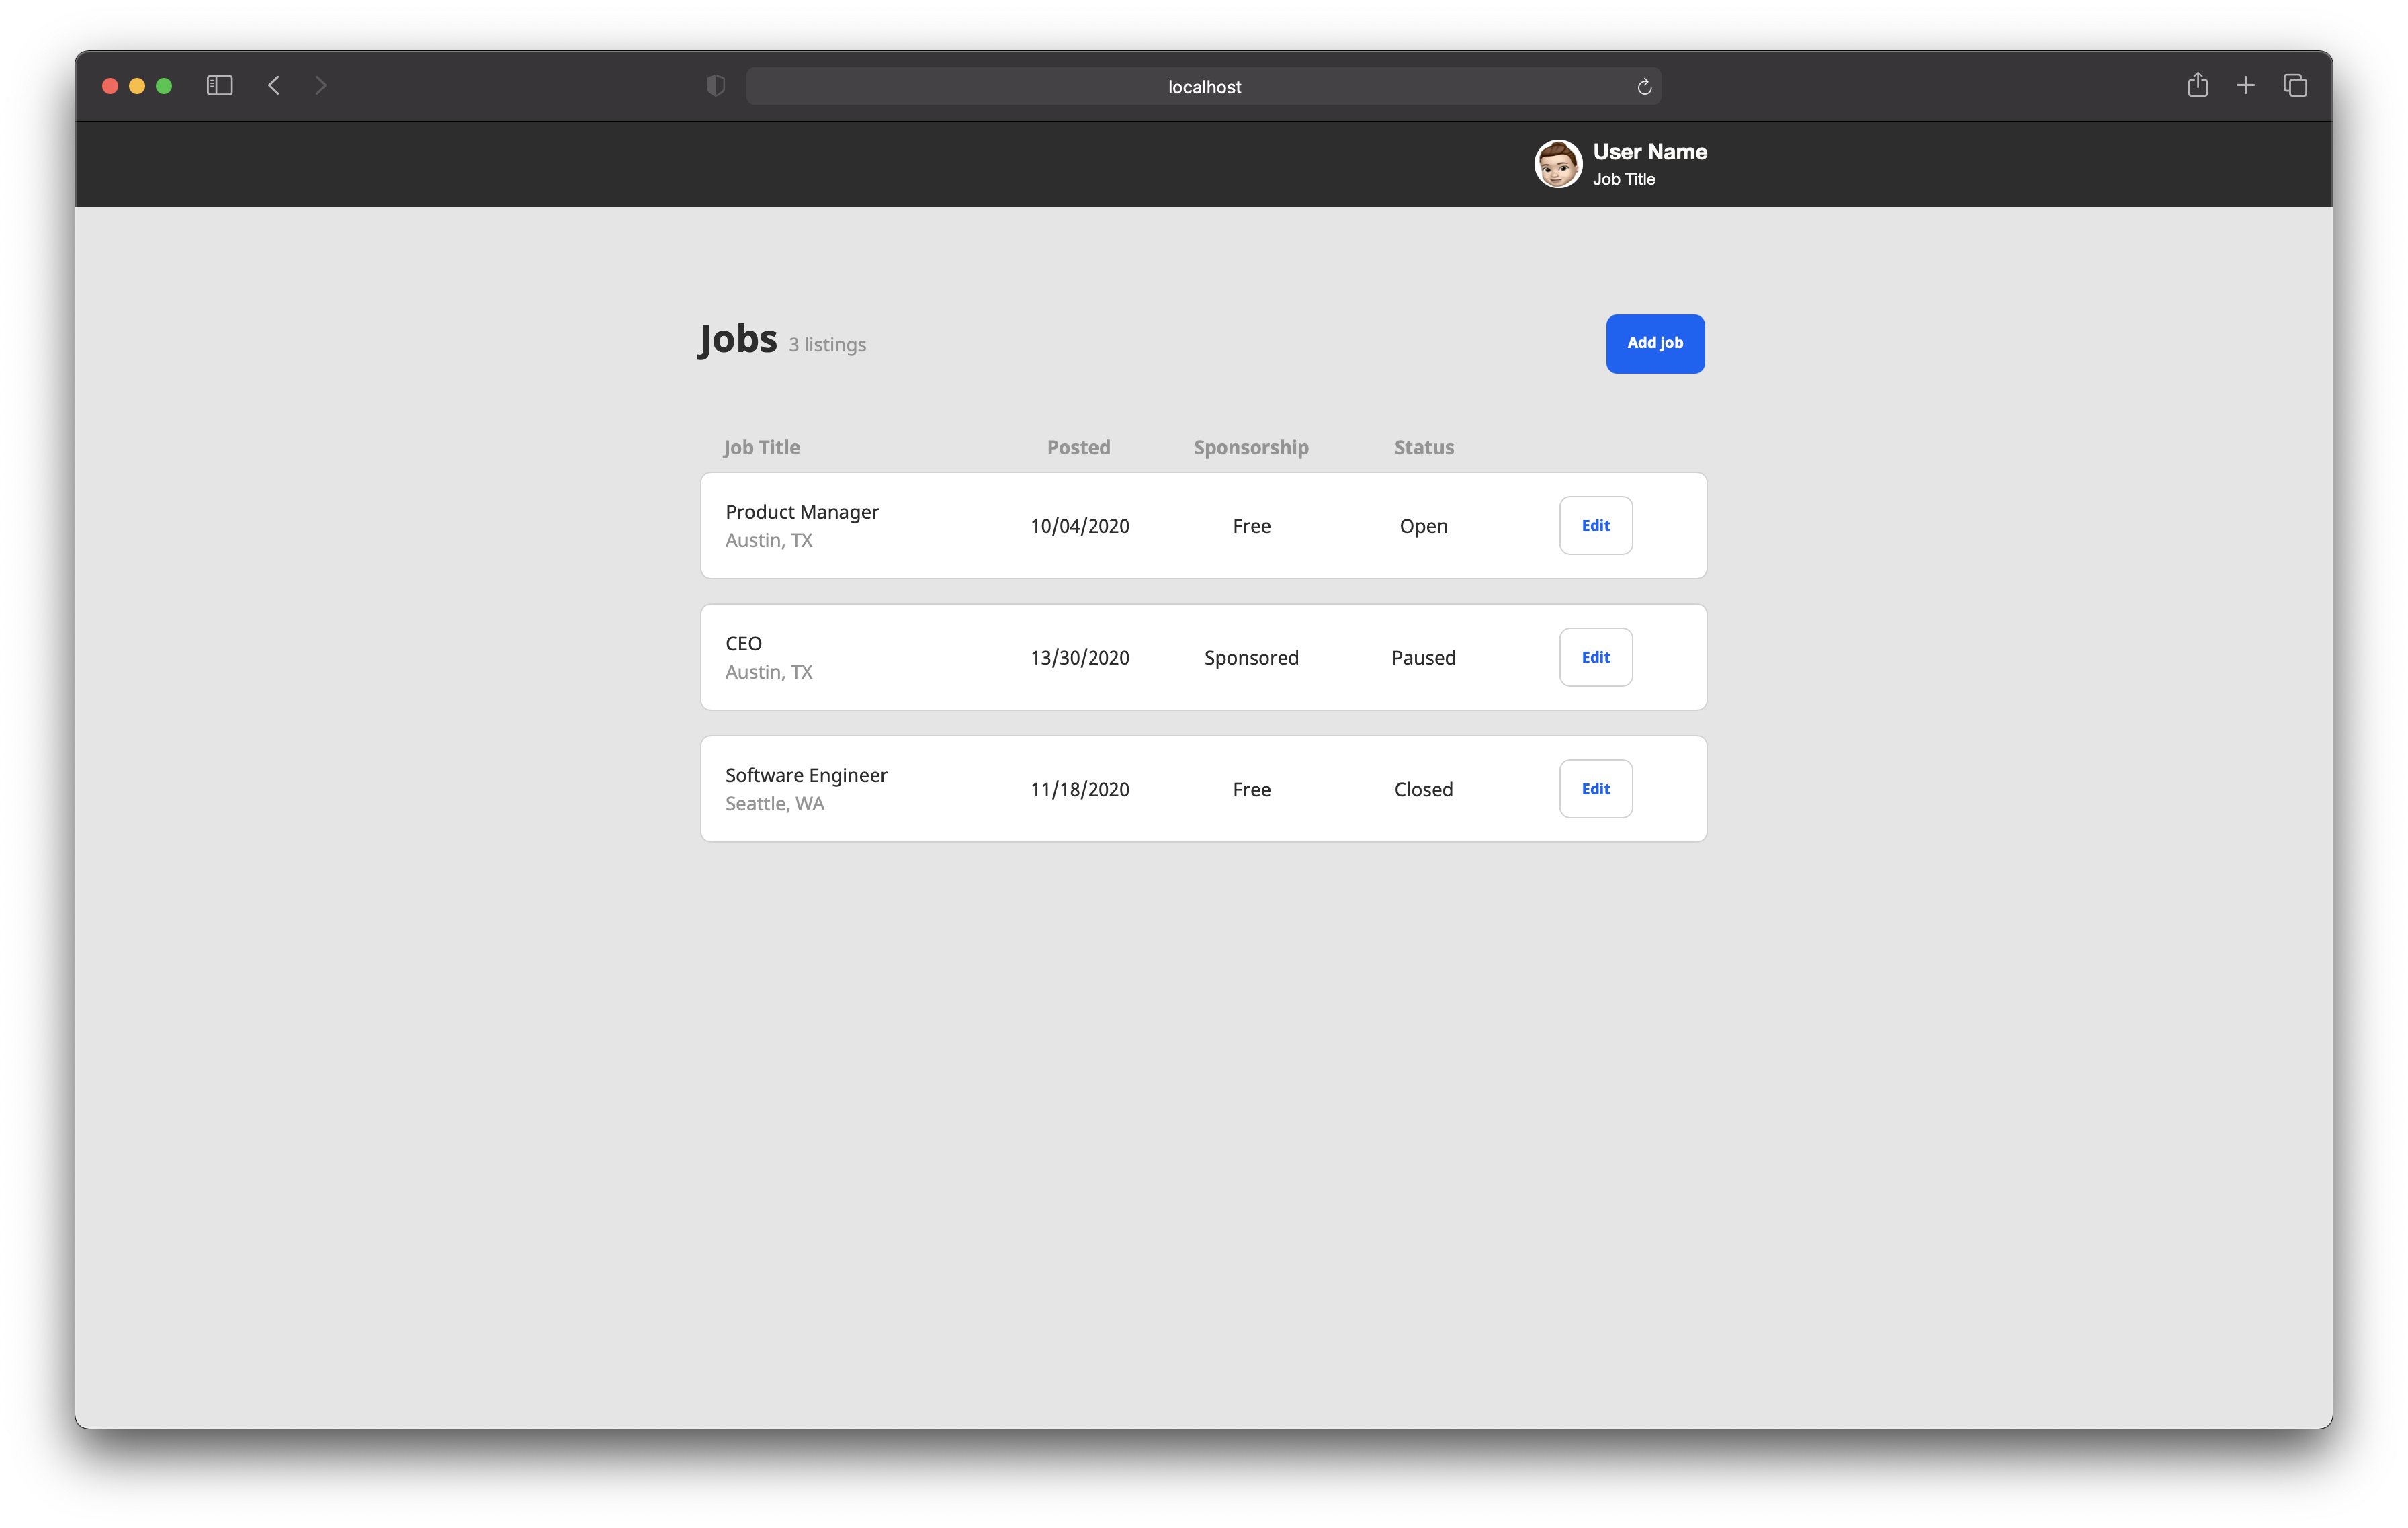 localhost
User Name
Job Title
Jobs 3 listings
Add job
Job Title Posted Sponsorship Status
Product Manager
Austin, TX
10/04/2020 Free Open Edit
CEO
Austin, TX
13/30/2020 Sponsored Paused Edit
Software Engineer
Seattle, WA
11/18/2020 Free Closed Edit